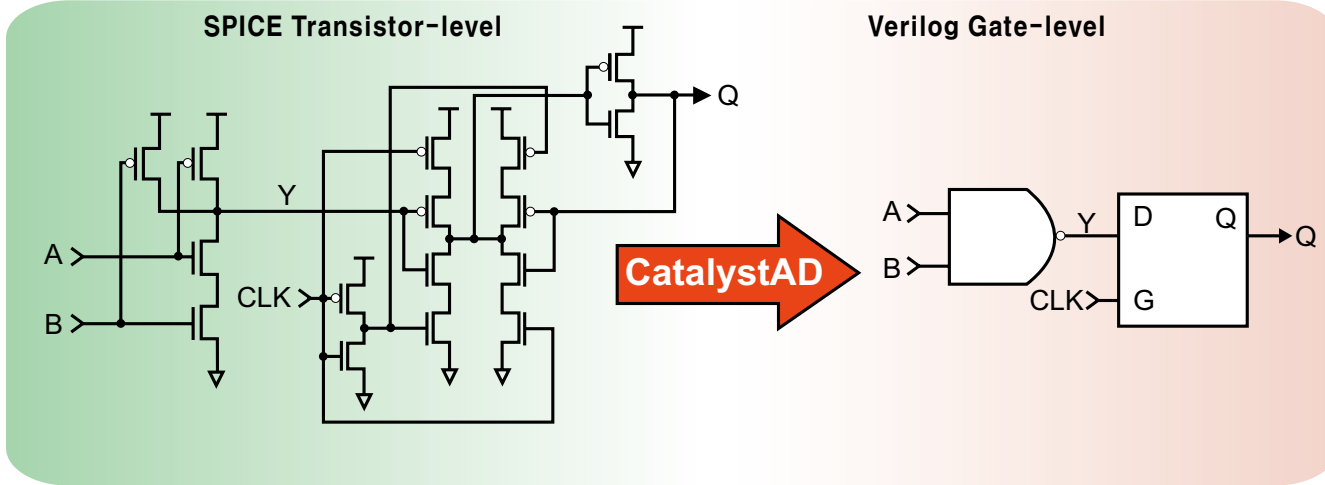 SPICE Transistor-level
Verilog Gate-level
Q
Y
A
CLK
B
CatalystAD
A
B
Y
CLK
D
Q
G
Q